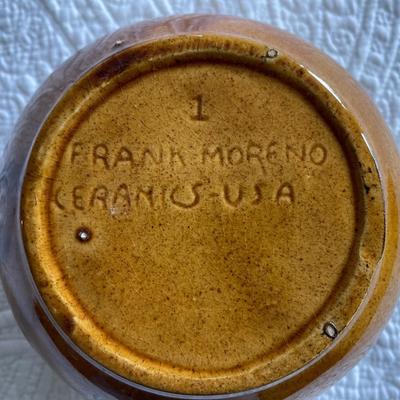 1
FRANK MORENO
CERAMICS-USA